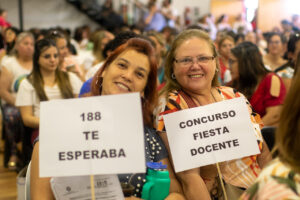 188
TE
ESPERABA
CONCURSO
FIESTA
DOCENTE